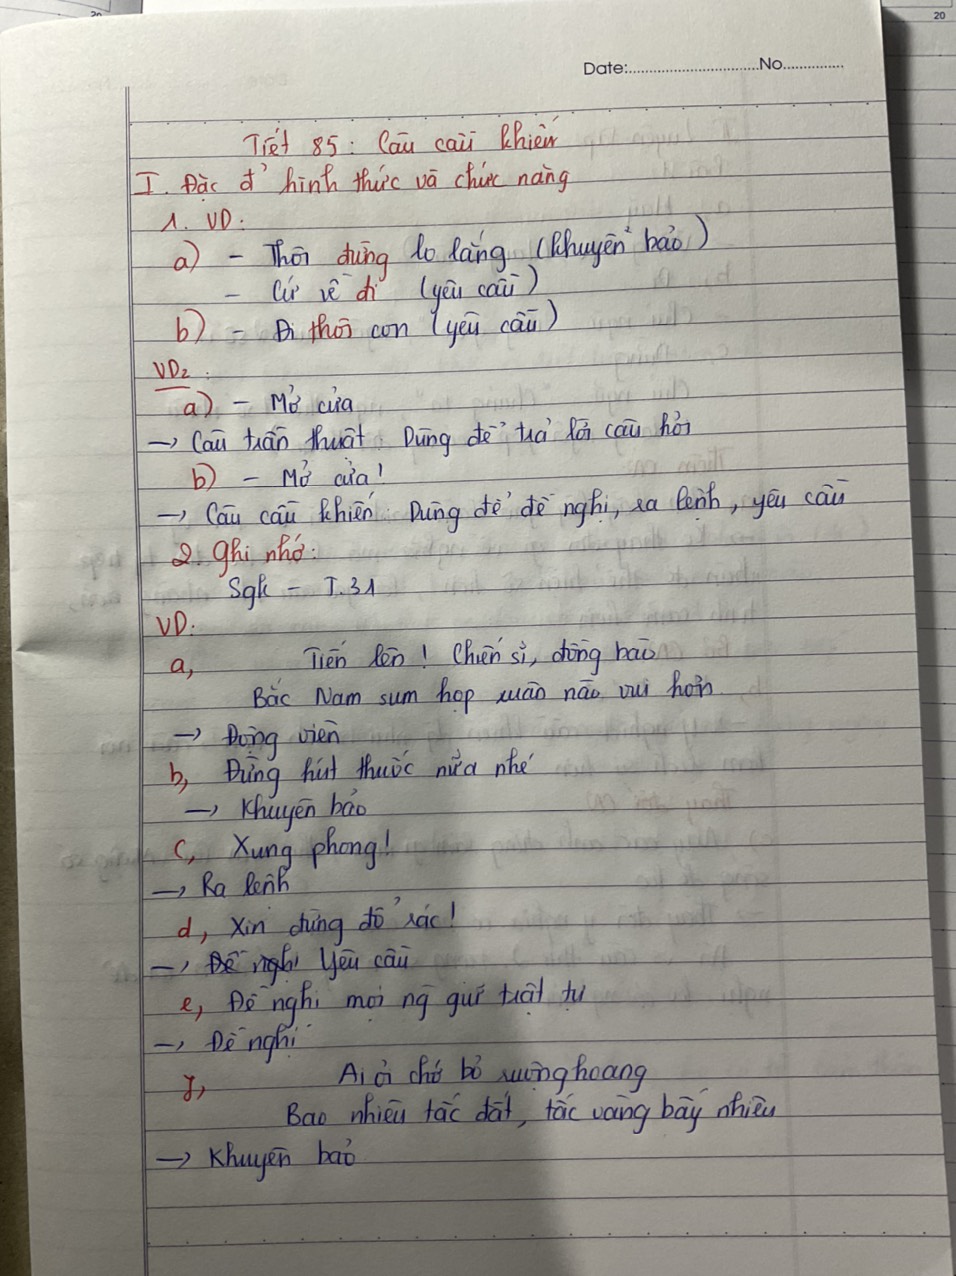 20
20
Date:...............................No...............
Tiết 85: Câu cầu khiến
I. Đặc đ' hình thức và chức năng
1. VD:
a) - Thôi đừng lo lắng (khuyên bảo)
- Cứ về đi (yêu cầu)
b) - Đi thôi con (yêu cầu)
VD2:
a) - Mở cửa
→ Câu trần thuật: Dùng để trả lời câu hỏi
b) - Mở cửa!
→ Câu cầu khiến: Dùng để đề nghị, ra lệnh, yêu cầu
2. Ghi nhớ:
Sgk - T.31
VD:
a, Tiến lên! Chiến sĩ, đồng bào
Bắc Nam sum họp xuân nào vui hơn
→ Động viên
b, Đừng hút thuốc nữa nhé
→ Khuyên bảo
c, Xung phong!
→ Ra lệnh
d, Xin đừng đổ rác!
→ Đề nghị Yêu cầu
e, Đề nghị mọi ng giữ trật tự
→ Đề nghị
f, Ai ơi chớ bỏ ruộng hoang
Bao nhiêu tấc đất, tấc vàng bấy nhiêu
→ Khuyên bảo